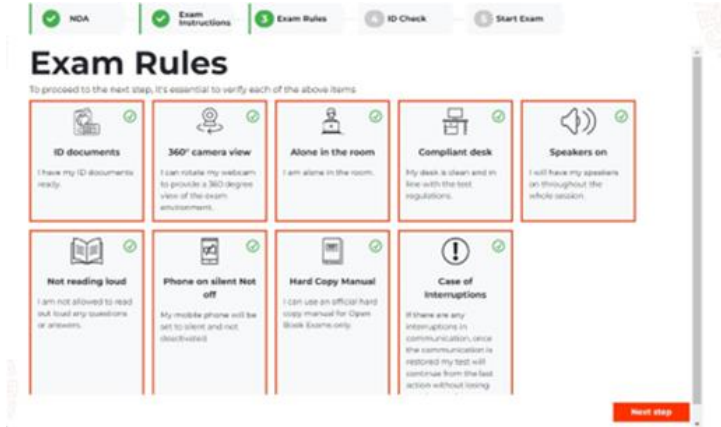 NDA
Exam
Instructions
3 Exam Rules
4 ID Check
5 Start Exam
Exam Rules
To proceed to the next step, it's essential to verify each of the above items
ID documents
I have my ID documents
ready.
360° camera view
I can rotate my webcam
to provide a 360 degree
view of the exam
environment.
Alone in the room
I am alone in the room.
Compliant desk
My desk is clean and in
line with the test
regulations.
Speakers on
I will have my speakers
on throughout the
whole session.
Not reading loud
I am not allowed to read
out loud any questions
or answers.
Phone on silent Not
off
My mobile phone will be
set to silent and not
deactivated
Hard Copy Manual
I can use an official hard
copy manual for Open
Book Exams only.
Case of
Interruptions
If there are any
interruptions in
communication, once
the communication is
restored my test will
continue from the last
action without losing
Next step